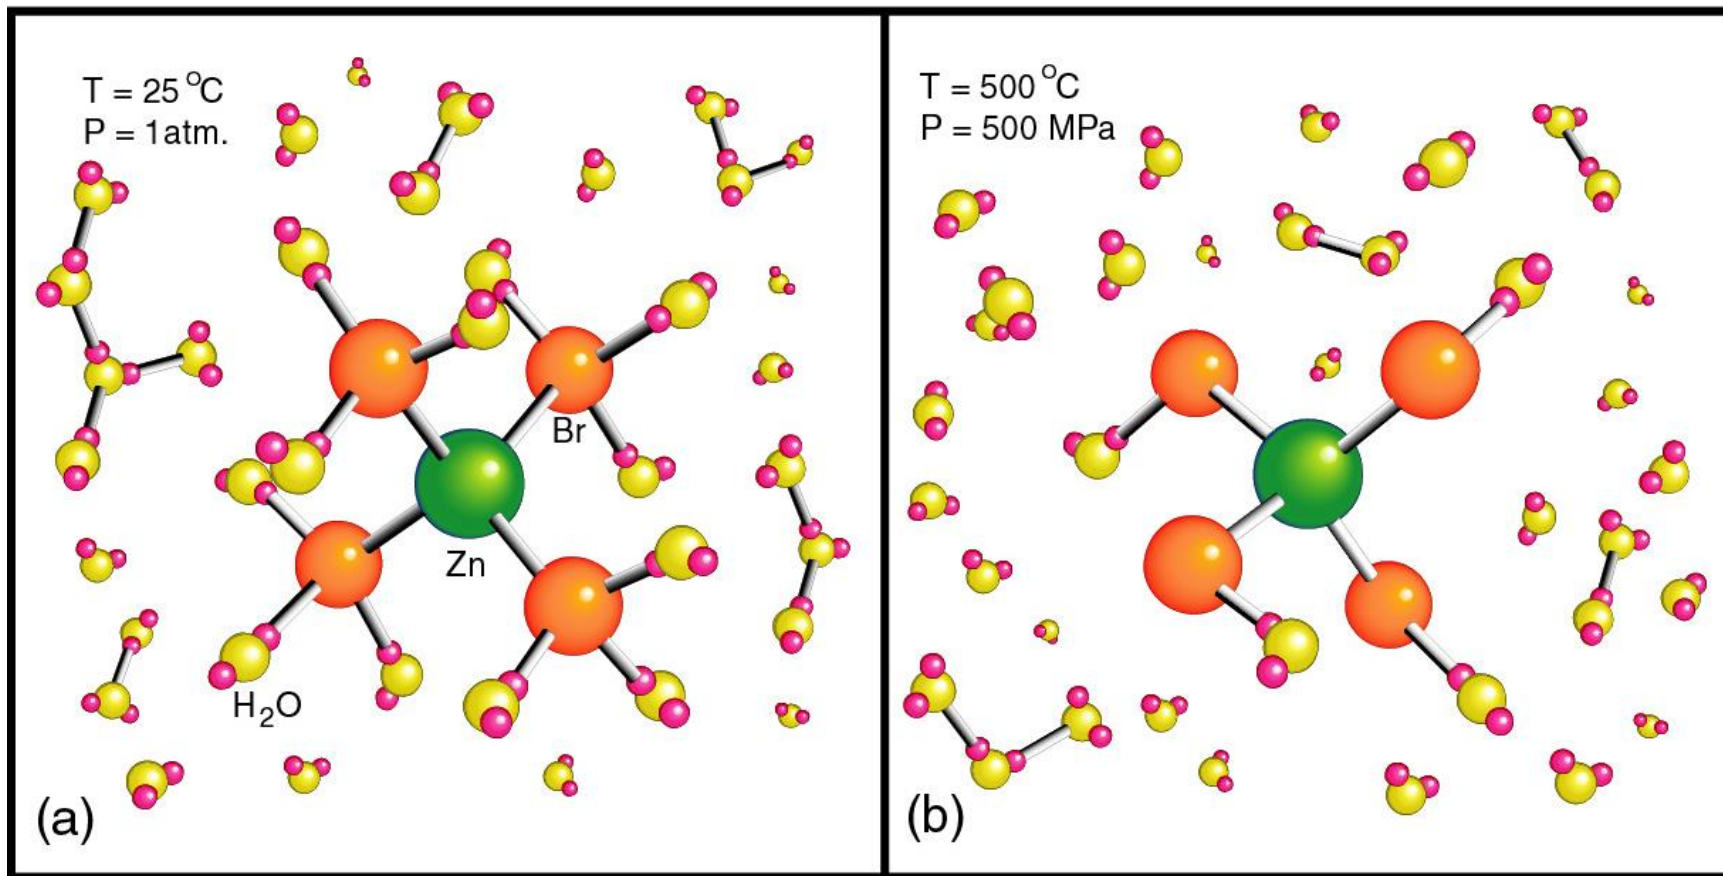 T = 25 °C
P = 1atm.
Br
Zn
H₂O
(a)
T = 500 °C
P = 500 MPa
(b)